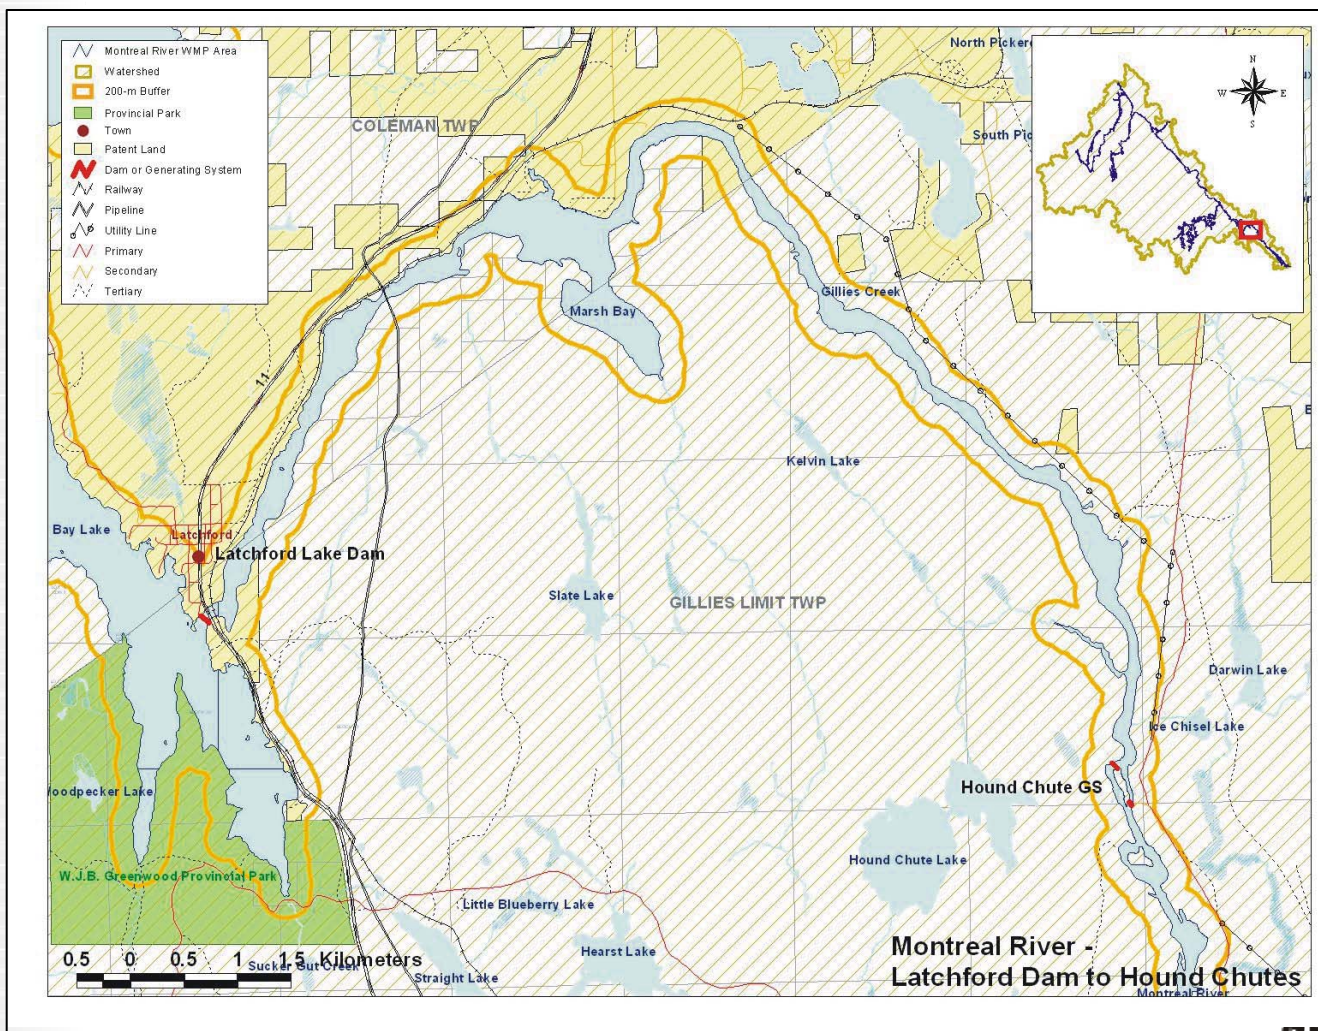 Montreal River WMP Area
Watershed
200-m Buffer
Provincial Park
Town
Patent Land
Dam or Generating System
Railway
Pipeline
Utility Line
Primary
Secondary
Tertiary
COLEMAN TWP
North Picker
South Pic
N
W E
S
Gillies Creek
Marsh Bay
11
Kelvin Lake
Bay Lake
Latchford
Latchford Lake Dam
Slate Lake
GILLIES LIMIT TWP
Darwin Lake
Ice Chisel Lake
Hound Chute GS
oodpecker Lake
Hound Chute Lake
W.J.B. Greenwood Provincial Park
Little Blueberry Lake
Hearst Lake
Montreal River -
Latchford Dam to Hound Chutes
0.5 0 0.5 1 1.5 Kilometers
Sucker Gut Creek
Straight Lake
Montreal River